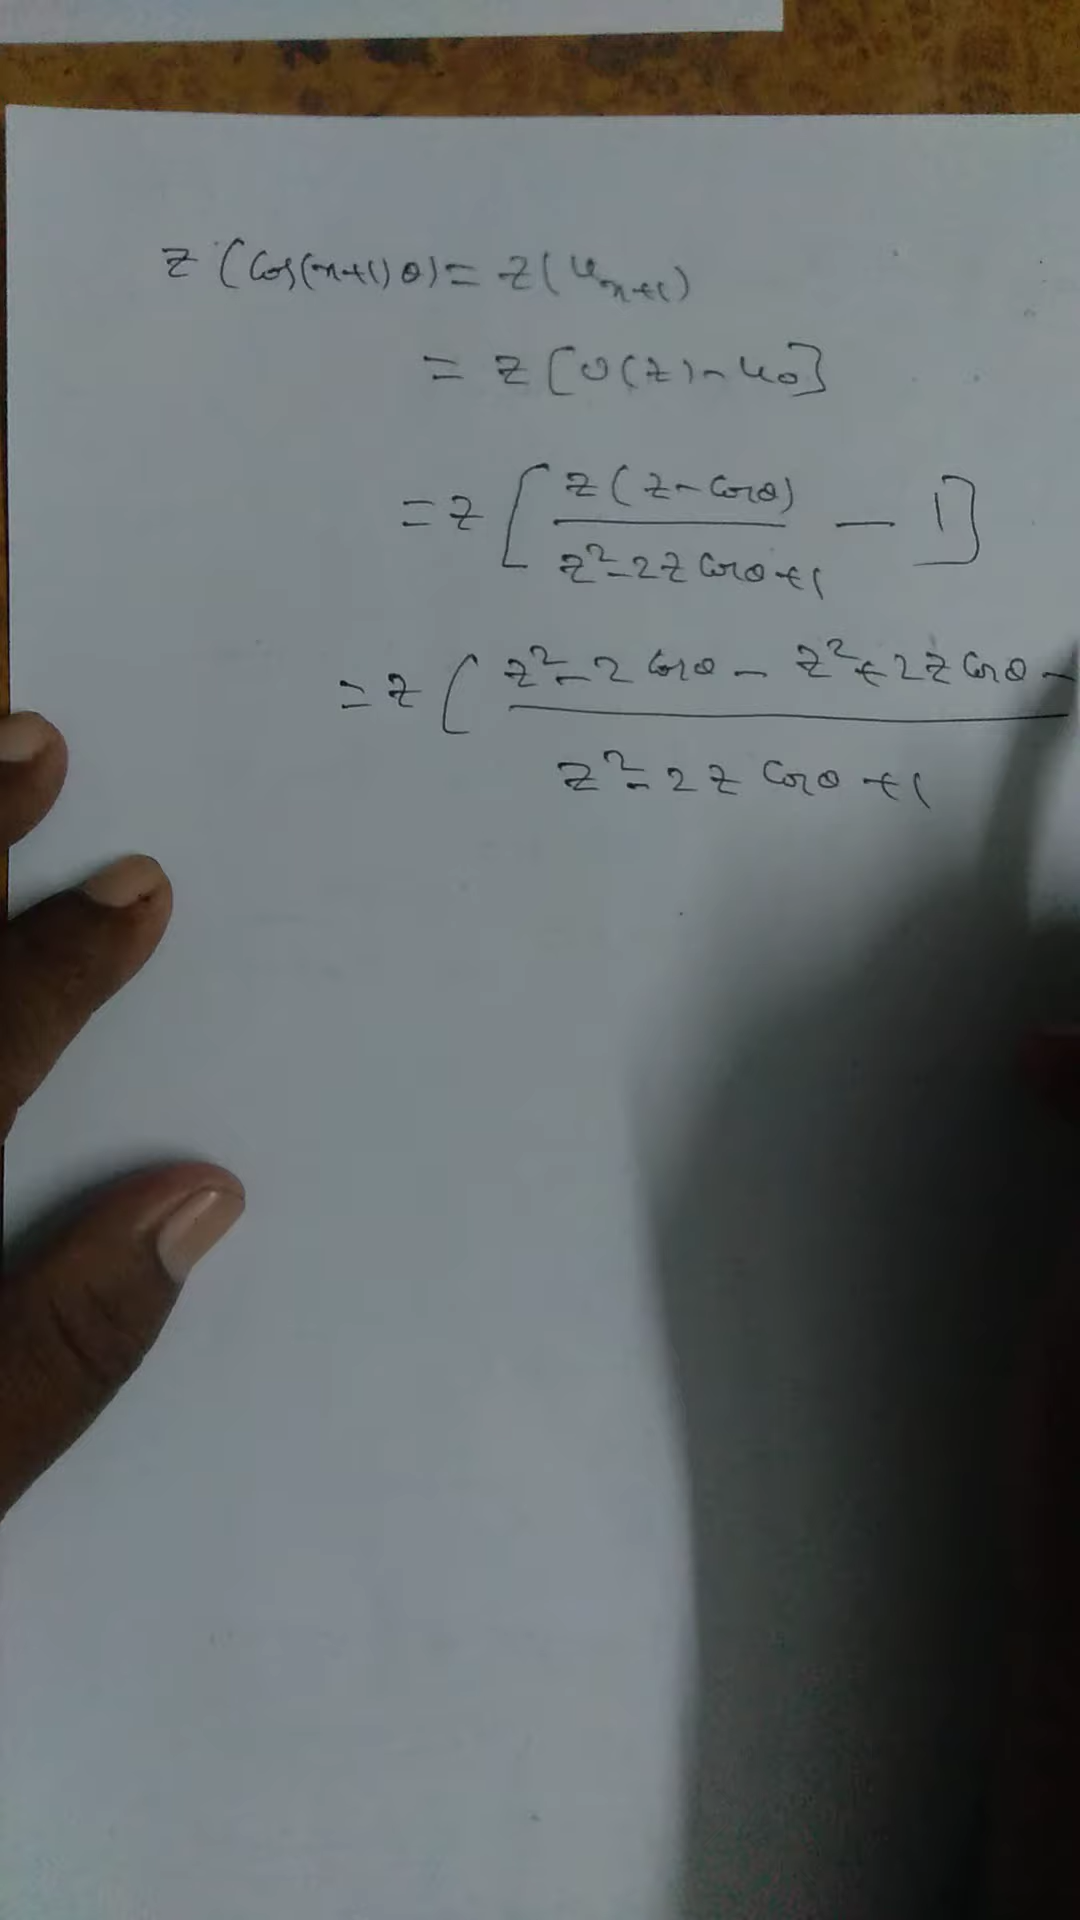 z (Cos(n+1)θ) = z(u_{n+1})
= z [U(z) - u_0]
= z [ z(z - Cosθ) / z² - 2z Cosθ + 1 - 1 ]
= z ( z² - z Cosθ - z² + 2z Cosθ - / z² - 2z Cosθ + 1